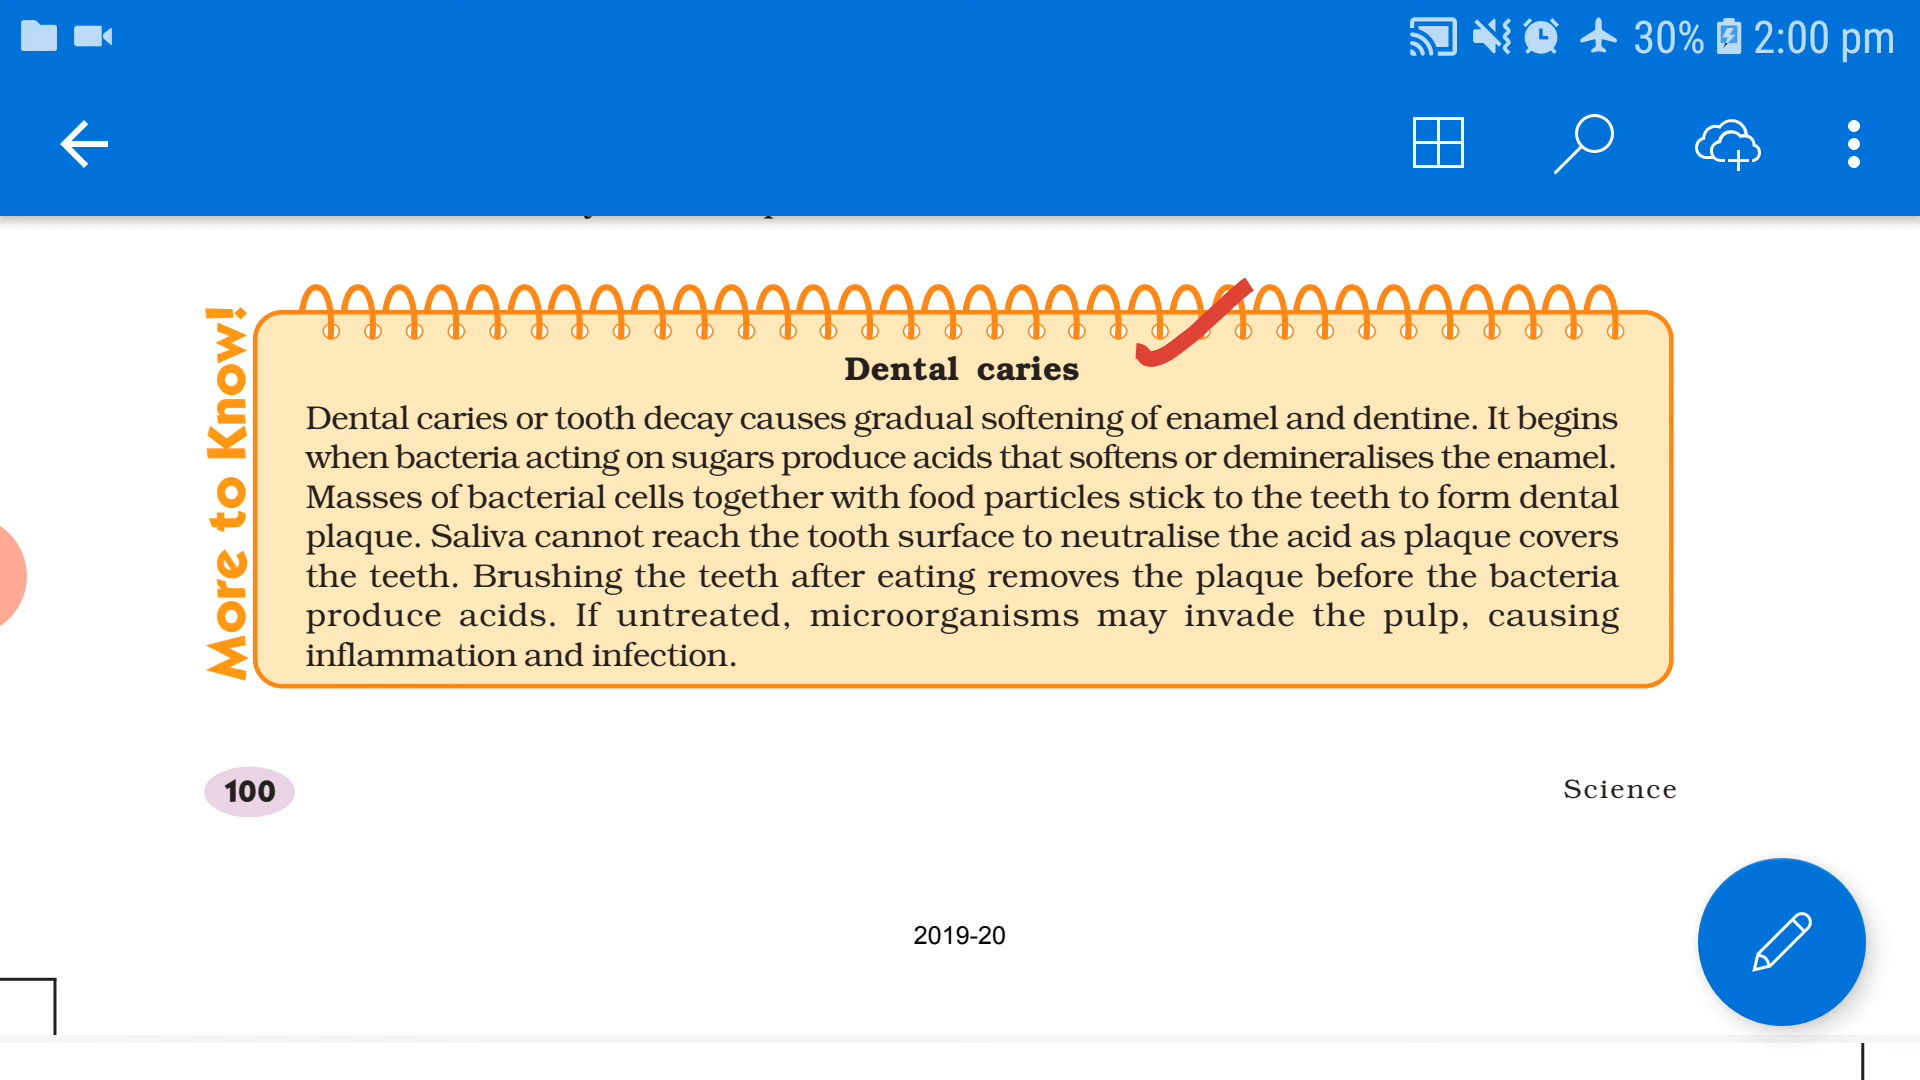 30% 2:00 pm
More to Know!
Dental caries
Dental caries or tooth decay causes gradual softening of enamel and dentine. It begins
when bacteria acting on sugars produce acids that softens or demineralises the enamel.
Masses of bacterial cells together with food particles stick to the teeth to form dental
plaque. Saliva cannot reach the tooth surface to neutralise the acid as plaque covers
the teeth. Brushing the teeth after eating removes the plaque before the bacteria
produce acids. If untreated, microorganisms may invade the pulp, causing
inflammation and infection.
100
Science
2019-20